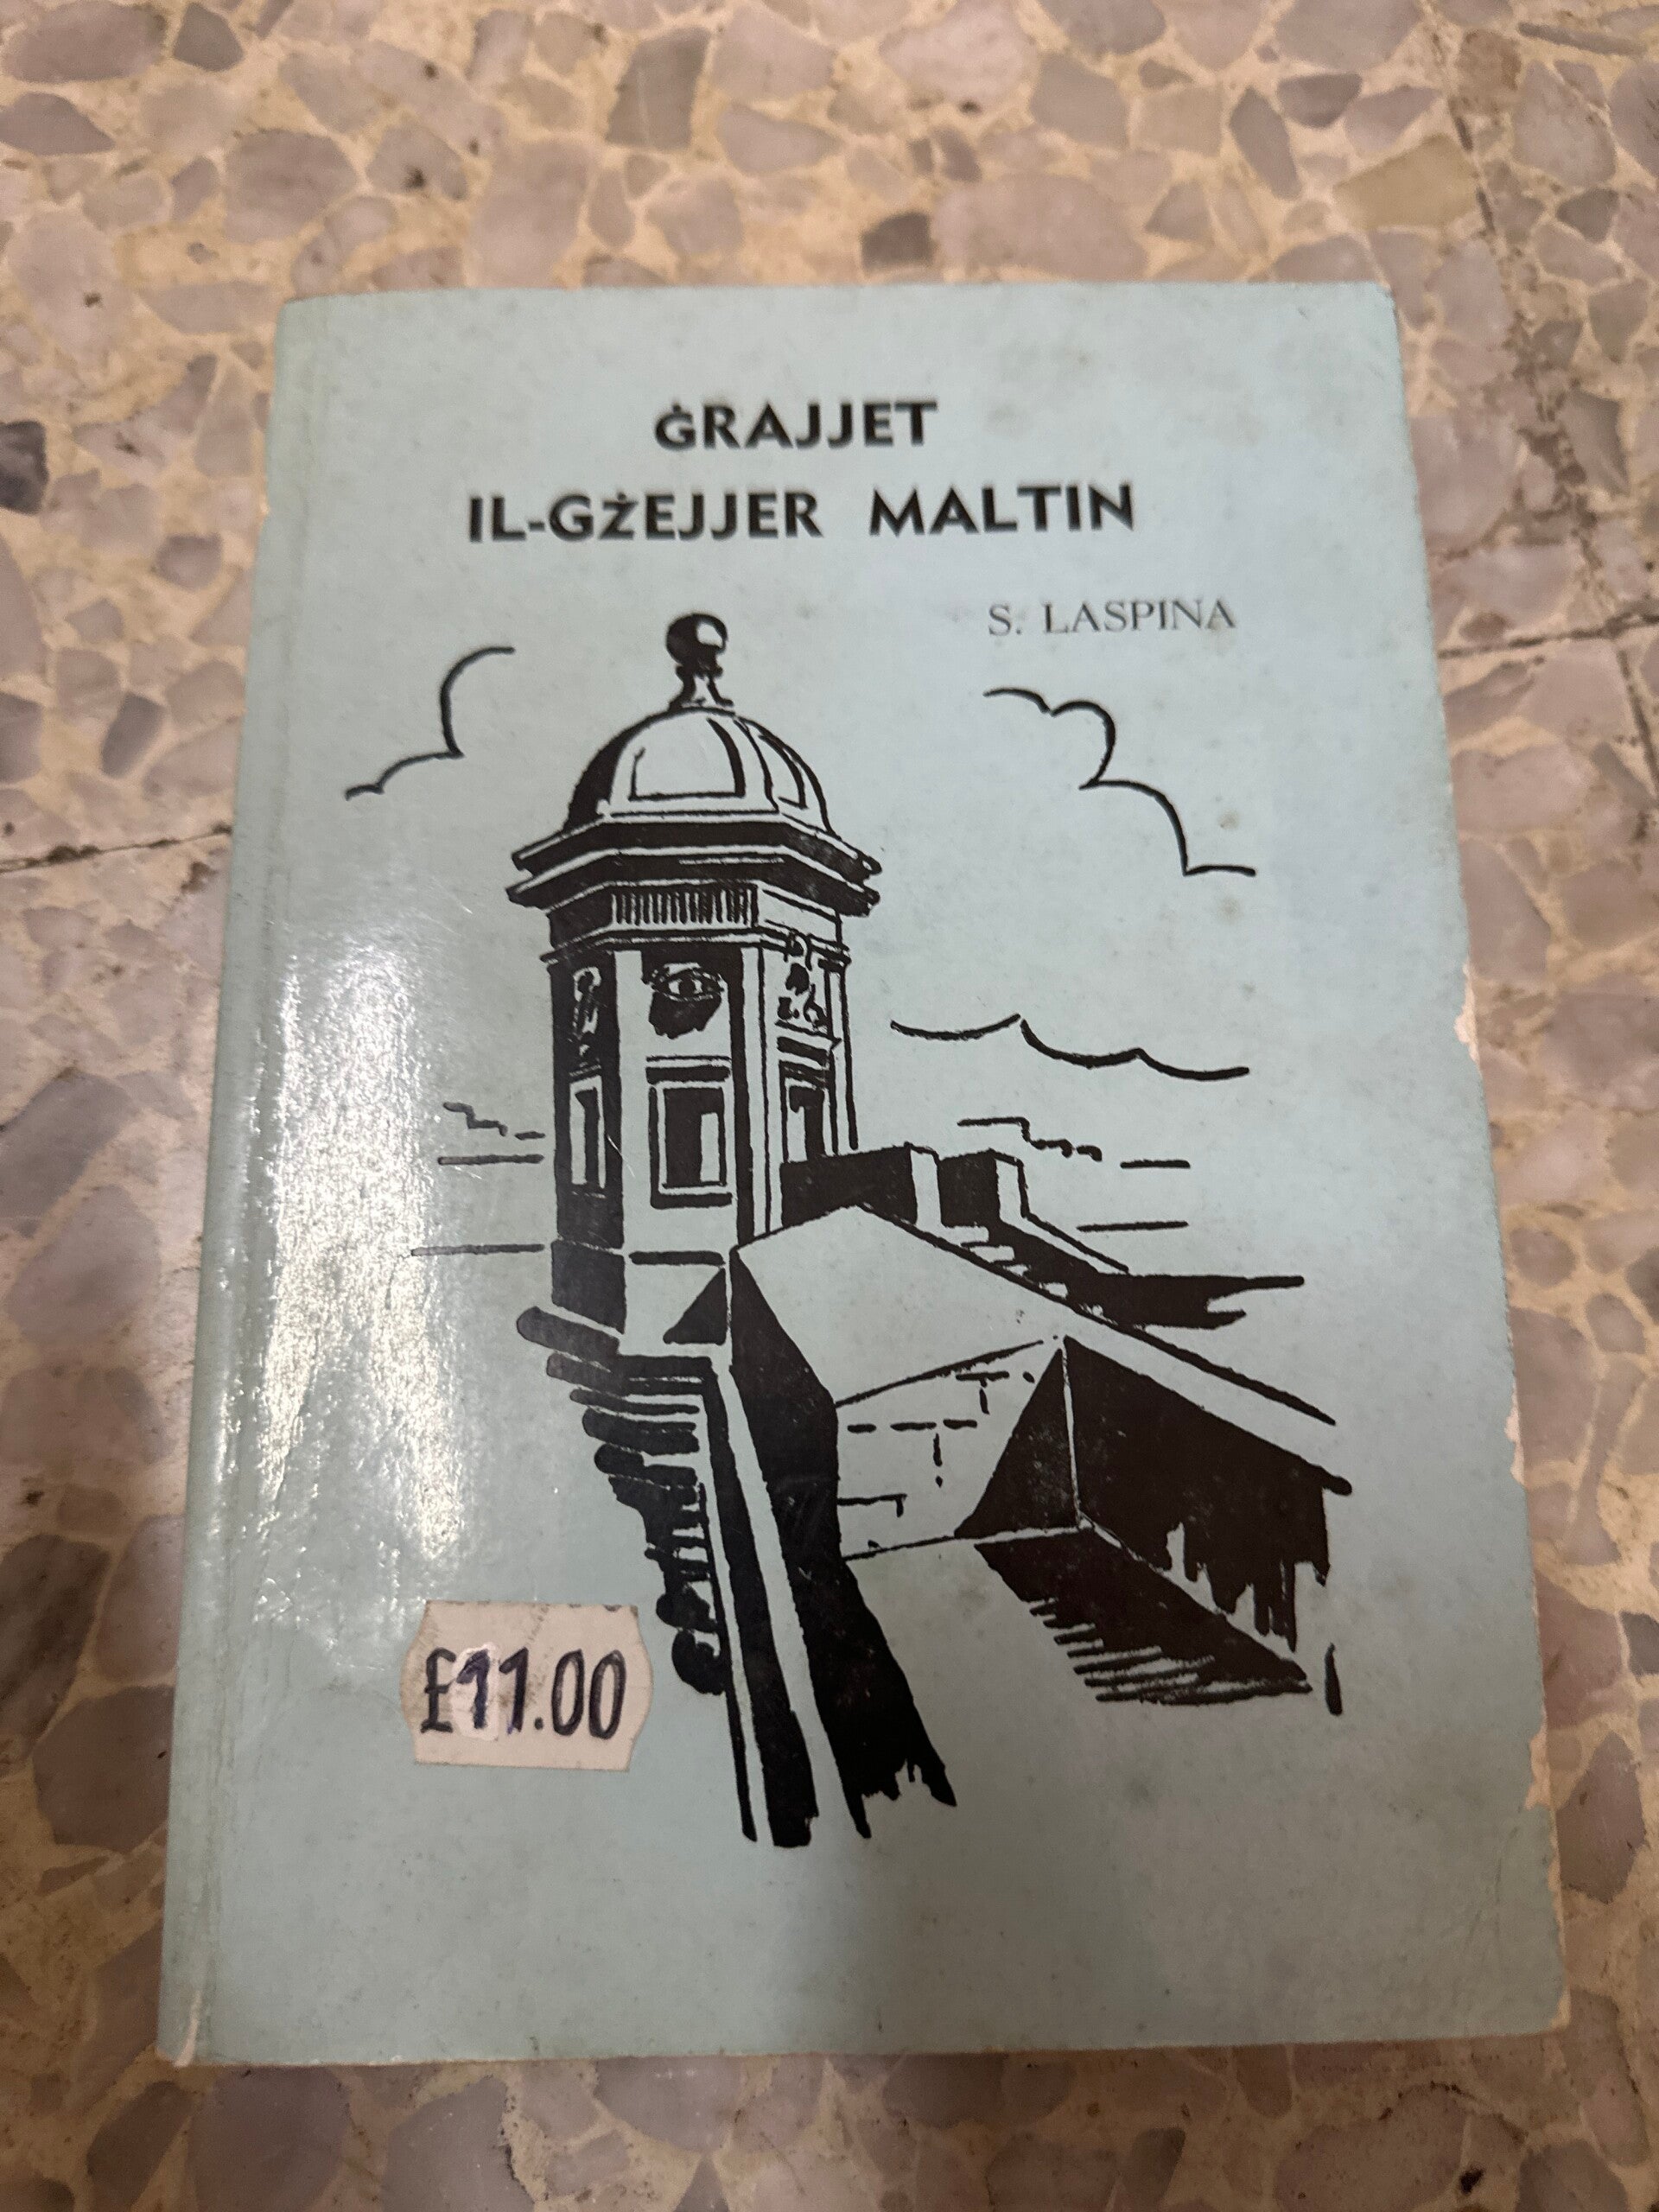 ĠRAJJET
IL-GŻEJJER MALTIN
S. LASPINA
£11.00